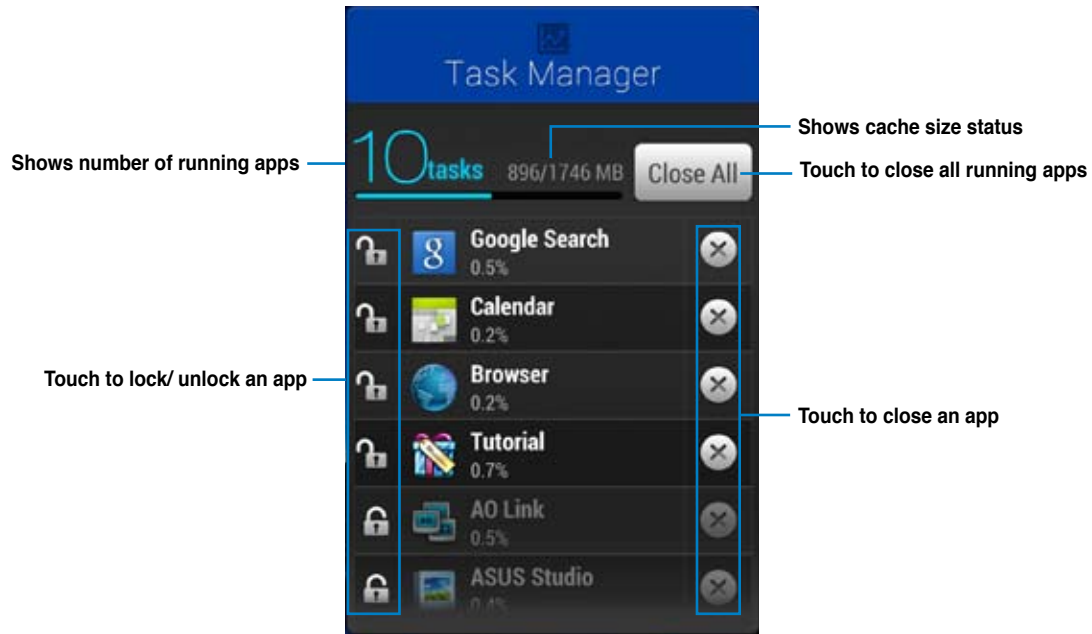 Task Manager
Shows cache size status
Shows number of running apps
10 tasks 896/1746 MB
Close All
Touch to close all running apps
Google Search
0.5%
Calendar
0.2%
Touch to lock/ unlock an app
Browser
0.2%
Touch to close an app
Tutorial
0.7%
AO Link
0.5%
ASUS Studio
0.4%